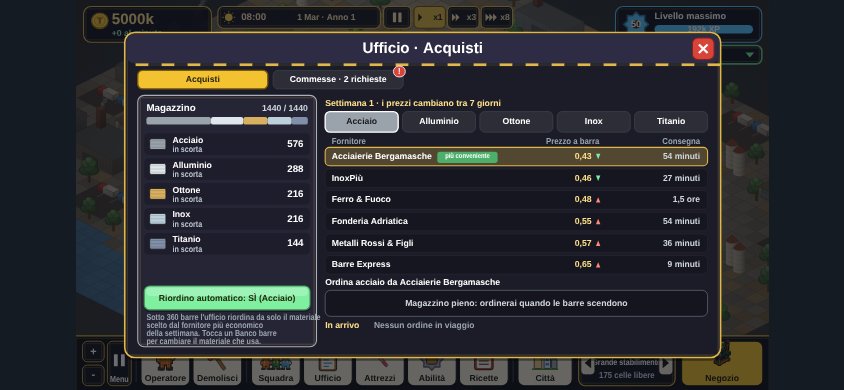 5000k
08:00
1 Mar · Anno 1
x1
x3
x8
Livello massimo
50
Ufficio · Acquisti
Acquisti
Commesse · 2 richieste
!
Magazzino
1440 / 1440
Acciaio
in scorta
576
Alluminio
in scorta
288
Ottone
in scorta
216
Inox
in scorta
216
Titanio
in scorta
144
Riordino automatico: SÌ (Acciaio)
Sotto 360 barre l'ufficio riordina da solo il materiale
scelto dal fornitore più economico
della settimana. Tocca un Banco barre
per cambiare il materiale che usa.
Settimana 1 · i prezzi cambiano tra 7 giorni
Acciaio
Alluminio
Ottone
Inox
Titanio
Fornitore
Prezzo a barra
Consegna
Acciaierie Bergamasche
più conveniente
0,43
54 minuti
InoxPiù
0,46
27 minuti
Ferro & Fuoco
0,48
1,5 ore
Fonderia Adriatica
0,55
54 minuti
Metalli Rossi & Figli
0,57
36 minuti
Barre Express
0,65
9 minuti
Ordina acciaio da Acciaierie Bergamasche
Magazzino pieno: ordinerai quando le barre scendono
In arrivo
Nessun ordine in viaggio
+
-
Menu
Operatore
Demolisci
Squadra
Ufficio
Attrezzi
Abilità
Ricette
Città
Grande stabilimento
175 celle libere
Negozio